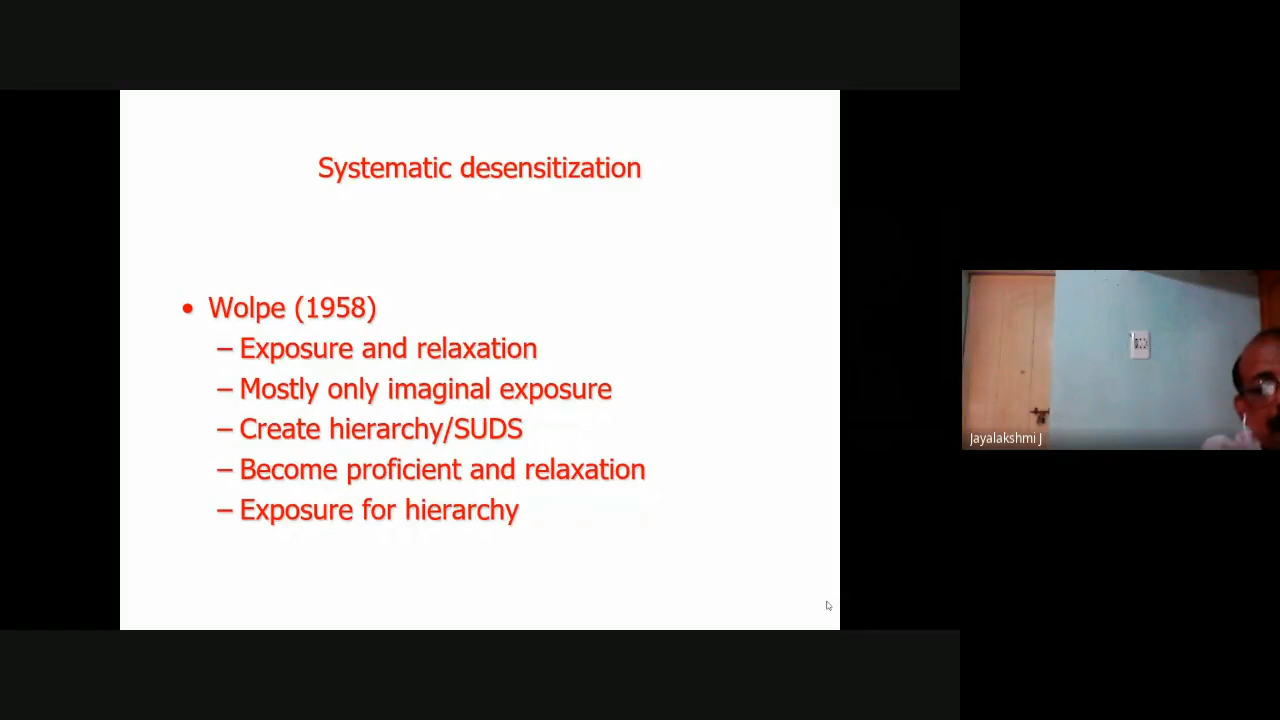 Systematic desensitization
• Wolpe (1958)
– Exposure and relaxation
– Mostly only imaginal exposure
– Create hierarchy/SUDS
– Become proficient and relaxation
– Exposure for hierarchy
Jayalakshmi J